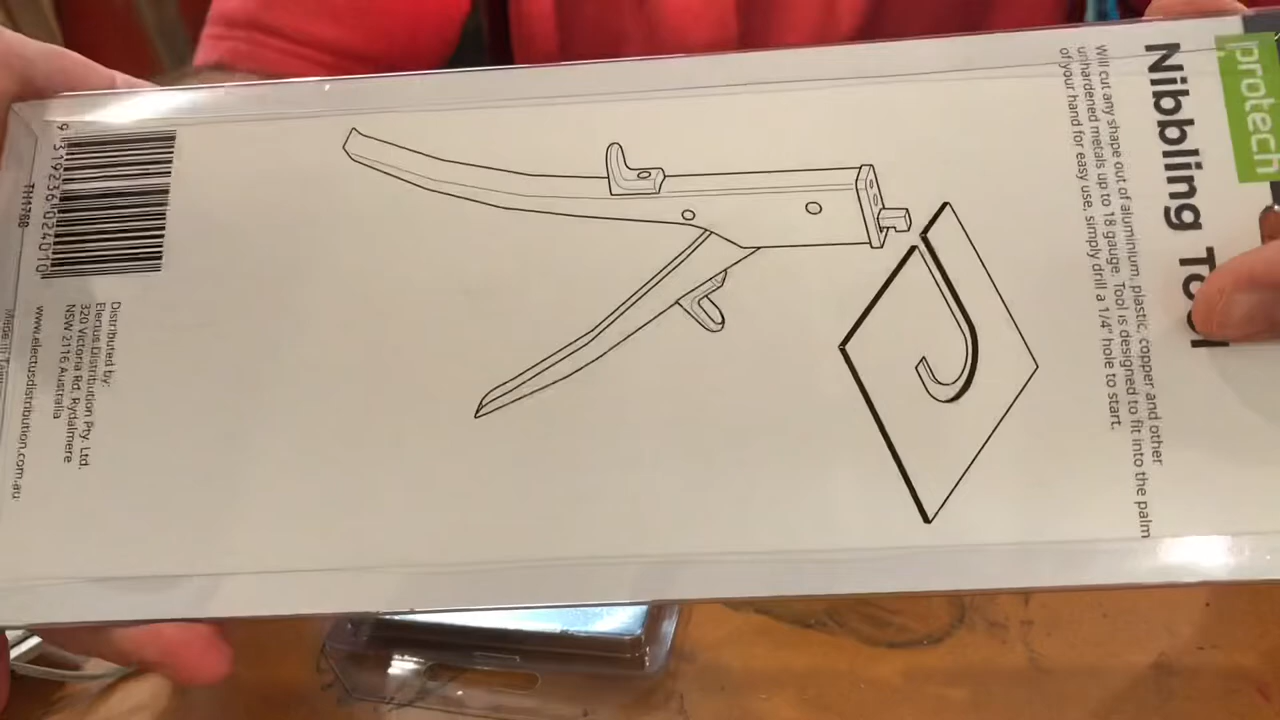 protech
Nibbling Tool
Will cut any shape out of aluminium, plastic, copper and other
unhardened metals up to 18 gauge. Tool is designed to fit into the palm
of your hand for easy use, simply drill a 1/4" hole to start.
Distributed by:
Electus Distribution Pty. Ltd.
320 Victoria Rd, Rydalmere
NSW 2116 Australia
www.electusdistribution.com.au
Made in
9 319236 024010
TH1768